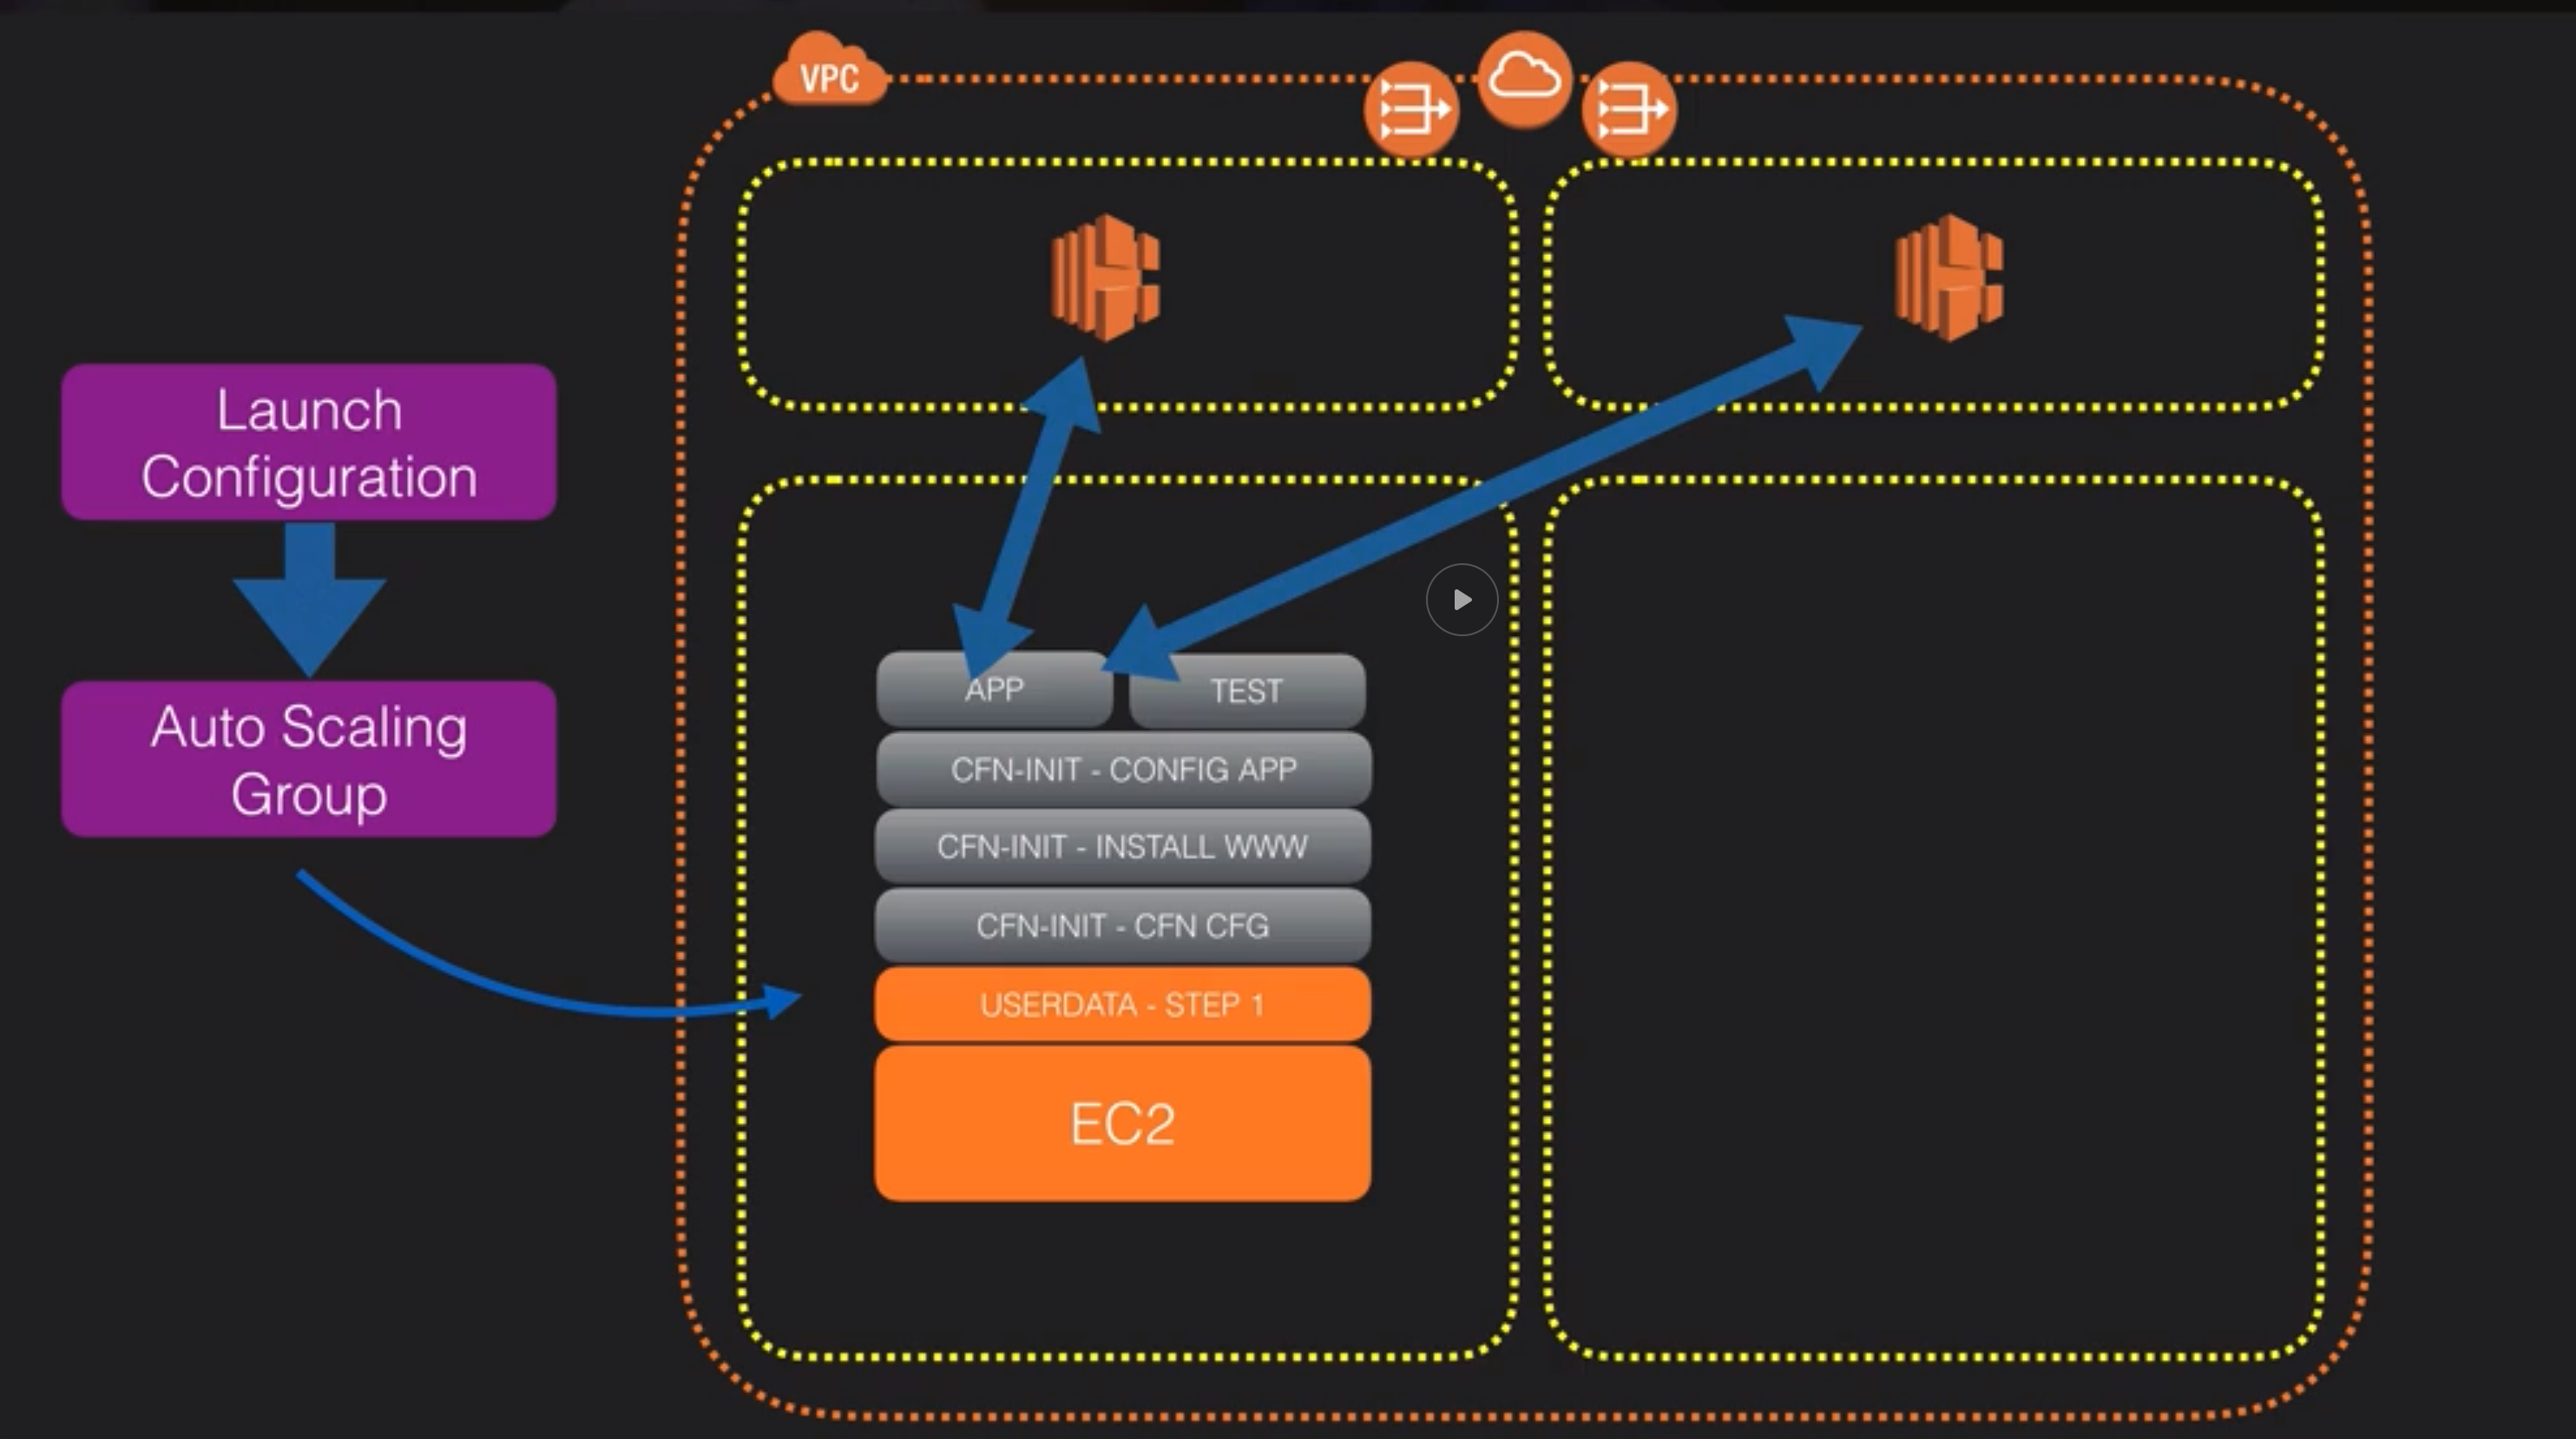 VPC
Launch
Configuration
Auto Scaling
Group
APP
TEST
CFN-INIT - CONFIG APP
CFN-INIT - INSTALL WWW
CFN-INIT - CFN CFG
USERDATA - STEP 1
EC2